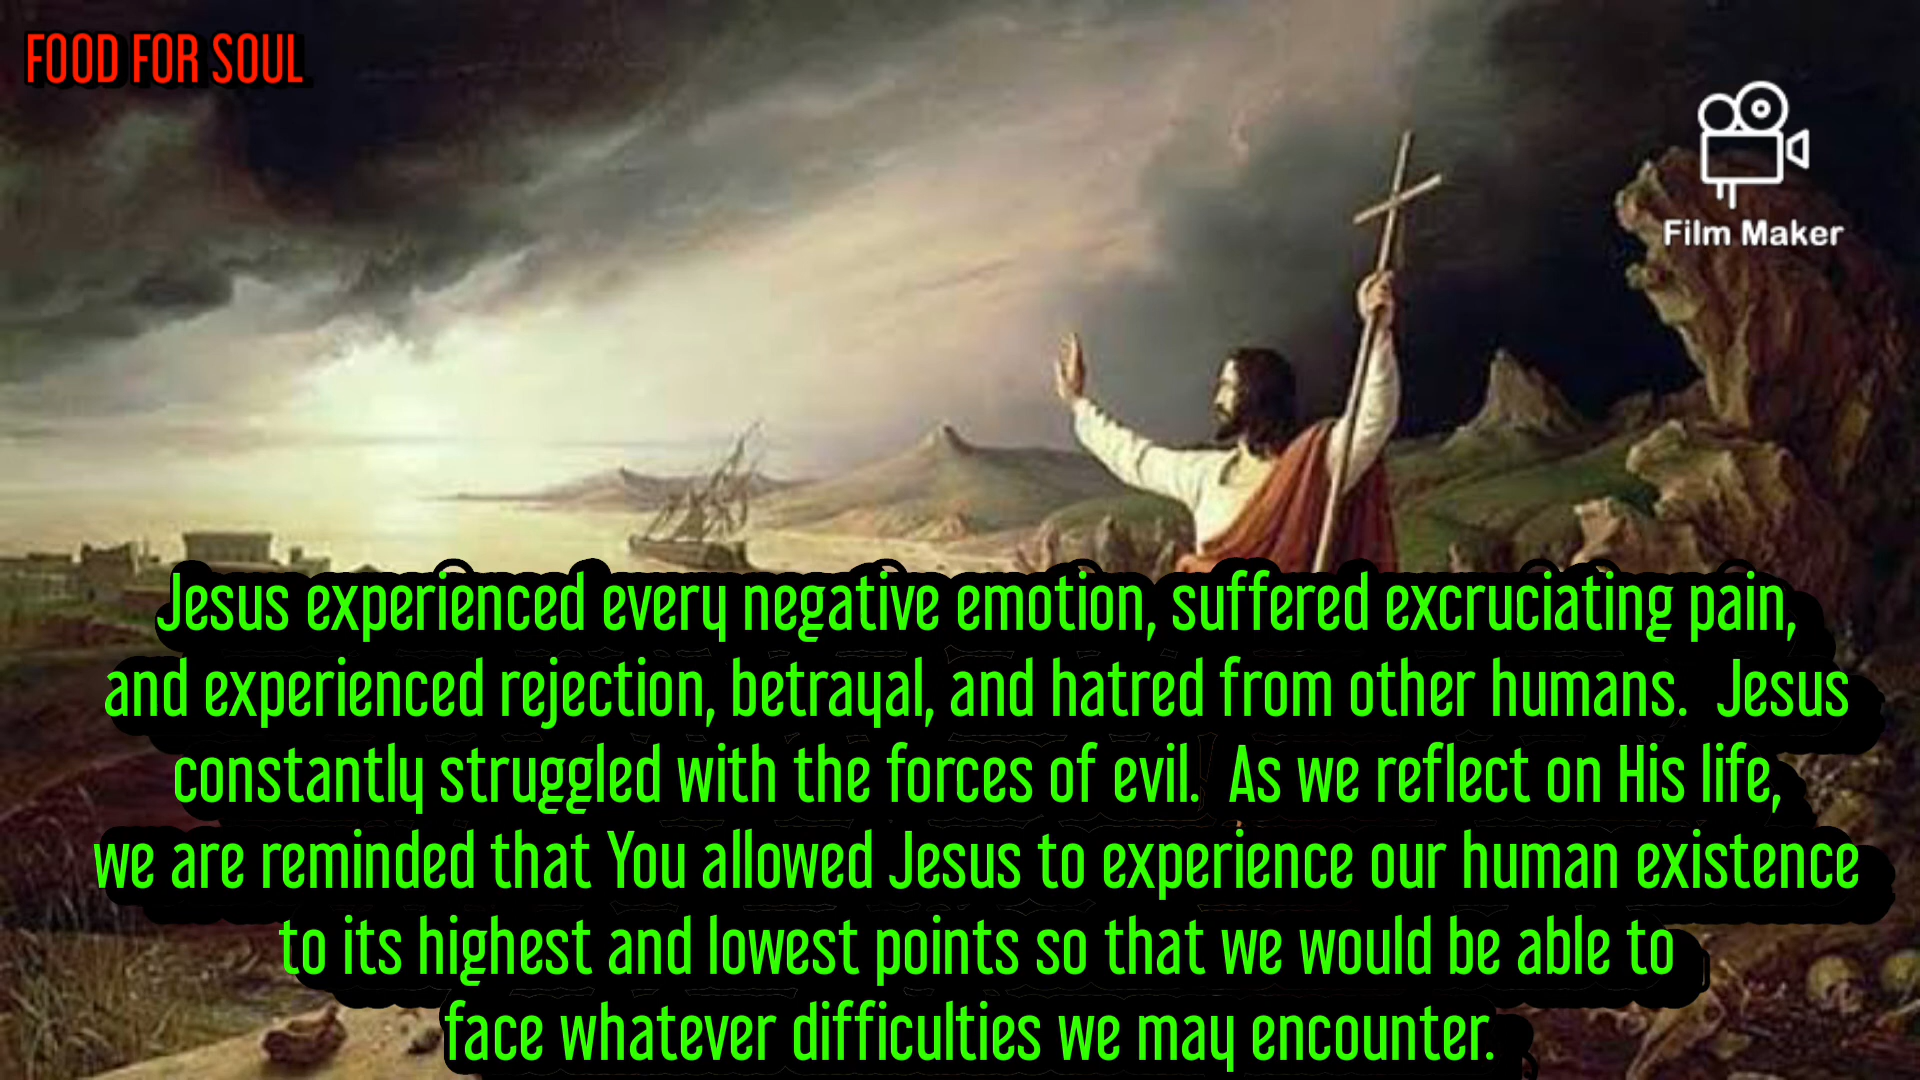 FOOD FOR SOUL
Film Maker
Jesus experienced every negative emotion, suffered excruciating pain,
and experienced rejection, betrayal, and hatred from other humans.  Jesus
constantly struggled with the forces of evil.  As we reflect on His life,
we are reminded that You allowed Jesus to experience our human existence
to its highest and lowest points so that we would be able to
face whatever difficulties we may encounter.